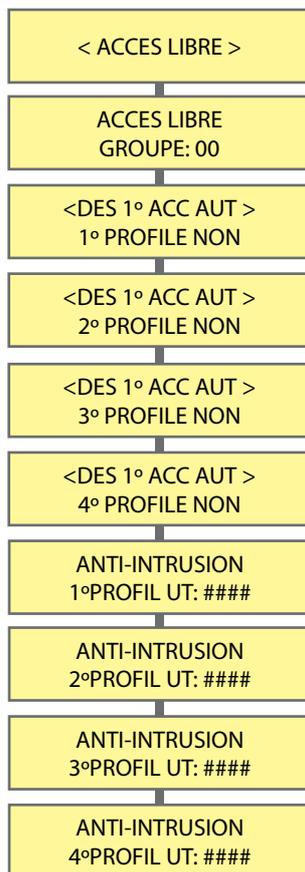 < ACCES LIBRE >
ACCES LIBRE
GROUPE: 00
<DES 1º ACC AUT >
1º PROFILE NON
<DES 1º ACC AUT >
2º PROFILE NON
<DES 1º ACC AUT >
3º PROFILE NON
<DES 1º ACC AUT >
4º PROFILE NON
ANTI-INTRUSION
1ºPROFIL UT: ####
ANTI-INTRUSION
2ºPROFIL UT: ####
ANTI-INTRUSION
3ºPROFIL UT: ####
ANTI-INTRUSION
4ºPROFIL UT: ####